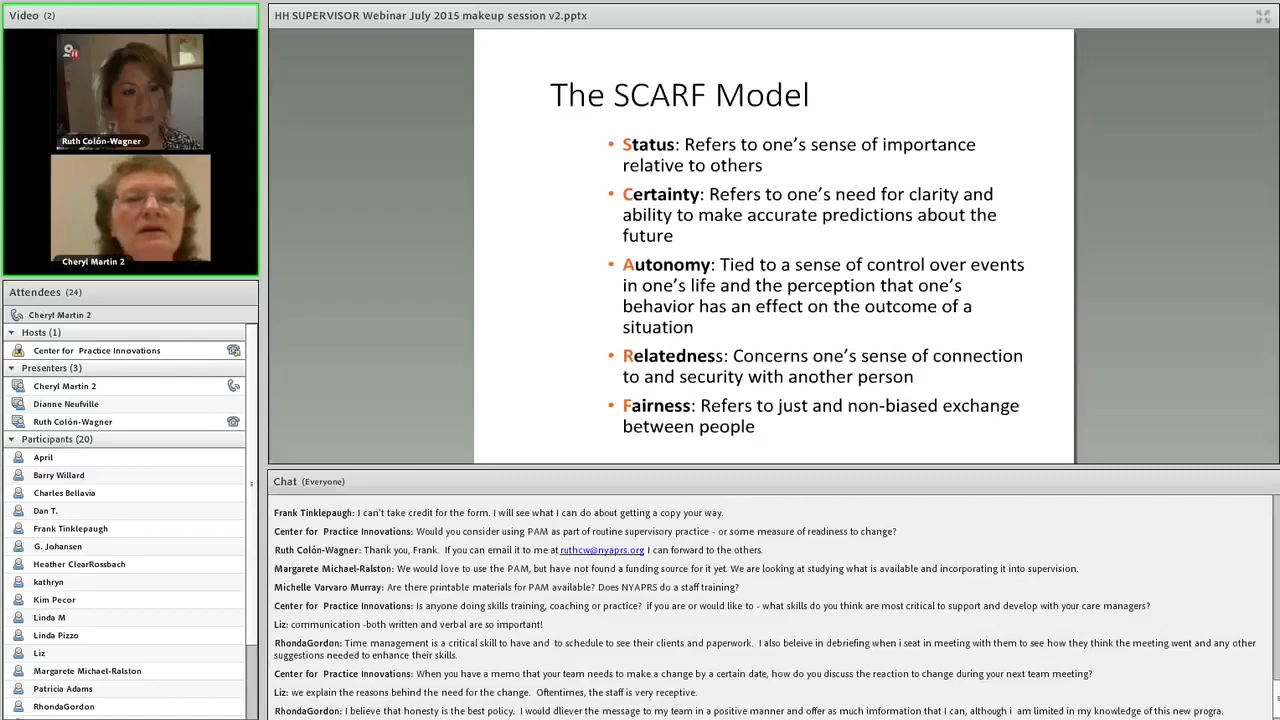 Video (2)
Ruth Colón-Wagner
Cheryl Martin 2
Attendees (24)
Cheryl Martin 2
Hosts (1)
Center for Practice Innovations
Presenters (3)
Cheryl Martin 2
Dianne Neufville
Ruth Colón-Wagner
Participants (20)
April
Barry Willard
Charles Bellavia
Dan T.
Frank Tinklepaugh
G. Johansen
Heather ClearRossbach
kathryn
Kim Pecor
Linda M
Linda Pizzo
Liz
Margarete Michael-Ralston
Patricia Adams
RhondaGordon
HH SUPERVISOR Webinar July 2015 makeup session v2.pptx
The SCARF Model
• Status: Refers to one's sense of importance
relative to others
• Certainty: Refers to one's need for clarity and
ability to make accurate predictions about the
future
• Autonomy: Tied to a sense of control over events
in one's life and the perception that one's
behavior has an effect on the outcome of a
situation
• Relatedness: Concerns one's sense of connection
to and security with another person
• Fairness: Refers to just and non-biased exchange
between people
Chat (Everyone)
Frank Tinklepaugh: I can't take credit for the form. I will see what I can do about getting a copy your way.
Center for Practice Innovations: Would you consider using PAM as part of routine supervisory practice - or some measure of readiness to change?
Ruth Colón-Wagner: Thank you, Frank. If you can email it to me at ruthcw@nyaprs.org I can forward to the others.
Margarete Michael-Ralston: We would love to use the PAM, but have not found a funding source for it yet. We are looking at studying what is available and incorporating it into supervision.
Michelle Varvaro Murray: Are there printable materials for PAM available? Does NYAPRS do a staff training?
Center for Practice Innovations: Is anyone doing skills training, coaching or practice? if you are or would like to - what skills do you think are most critical to support and develop with your care managers?
Liz: communication -both written and verbal are so important!
RhondaGordon: Time management is a critical skill to have and to schedule to see their clients and paperwork. I also beleive in debriefing when i seat in meeting with them to see how they think the meeting went and any other
suggestions needed to enhance their skills.
Center for Practice Innovations: When you have a memo that your team needs to make a change by a certain date, how do you discuss the reaction to change during your next team meeting?
Liz: we explain the reasons behind the need for the change. Oftentimes, the staff is very receptive.
RhondaGordon: I believe that honesty is the best policy. I would dliever the message to my team in a positive manner and offer as much imformation that I can, although i am limited in my knowledge of this new progra.